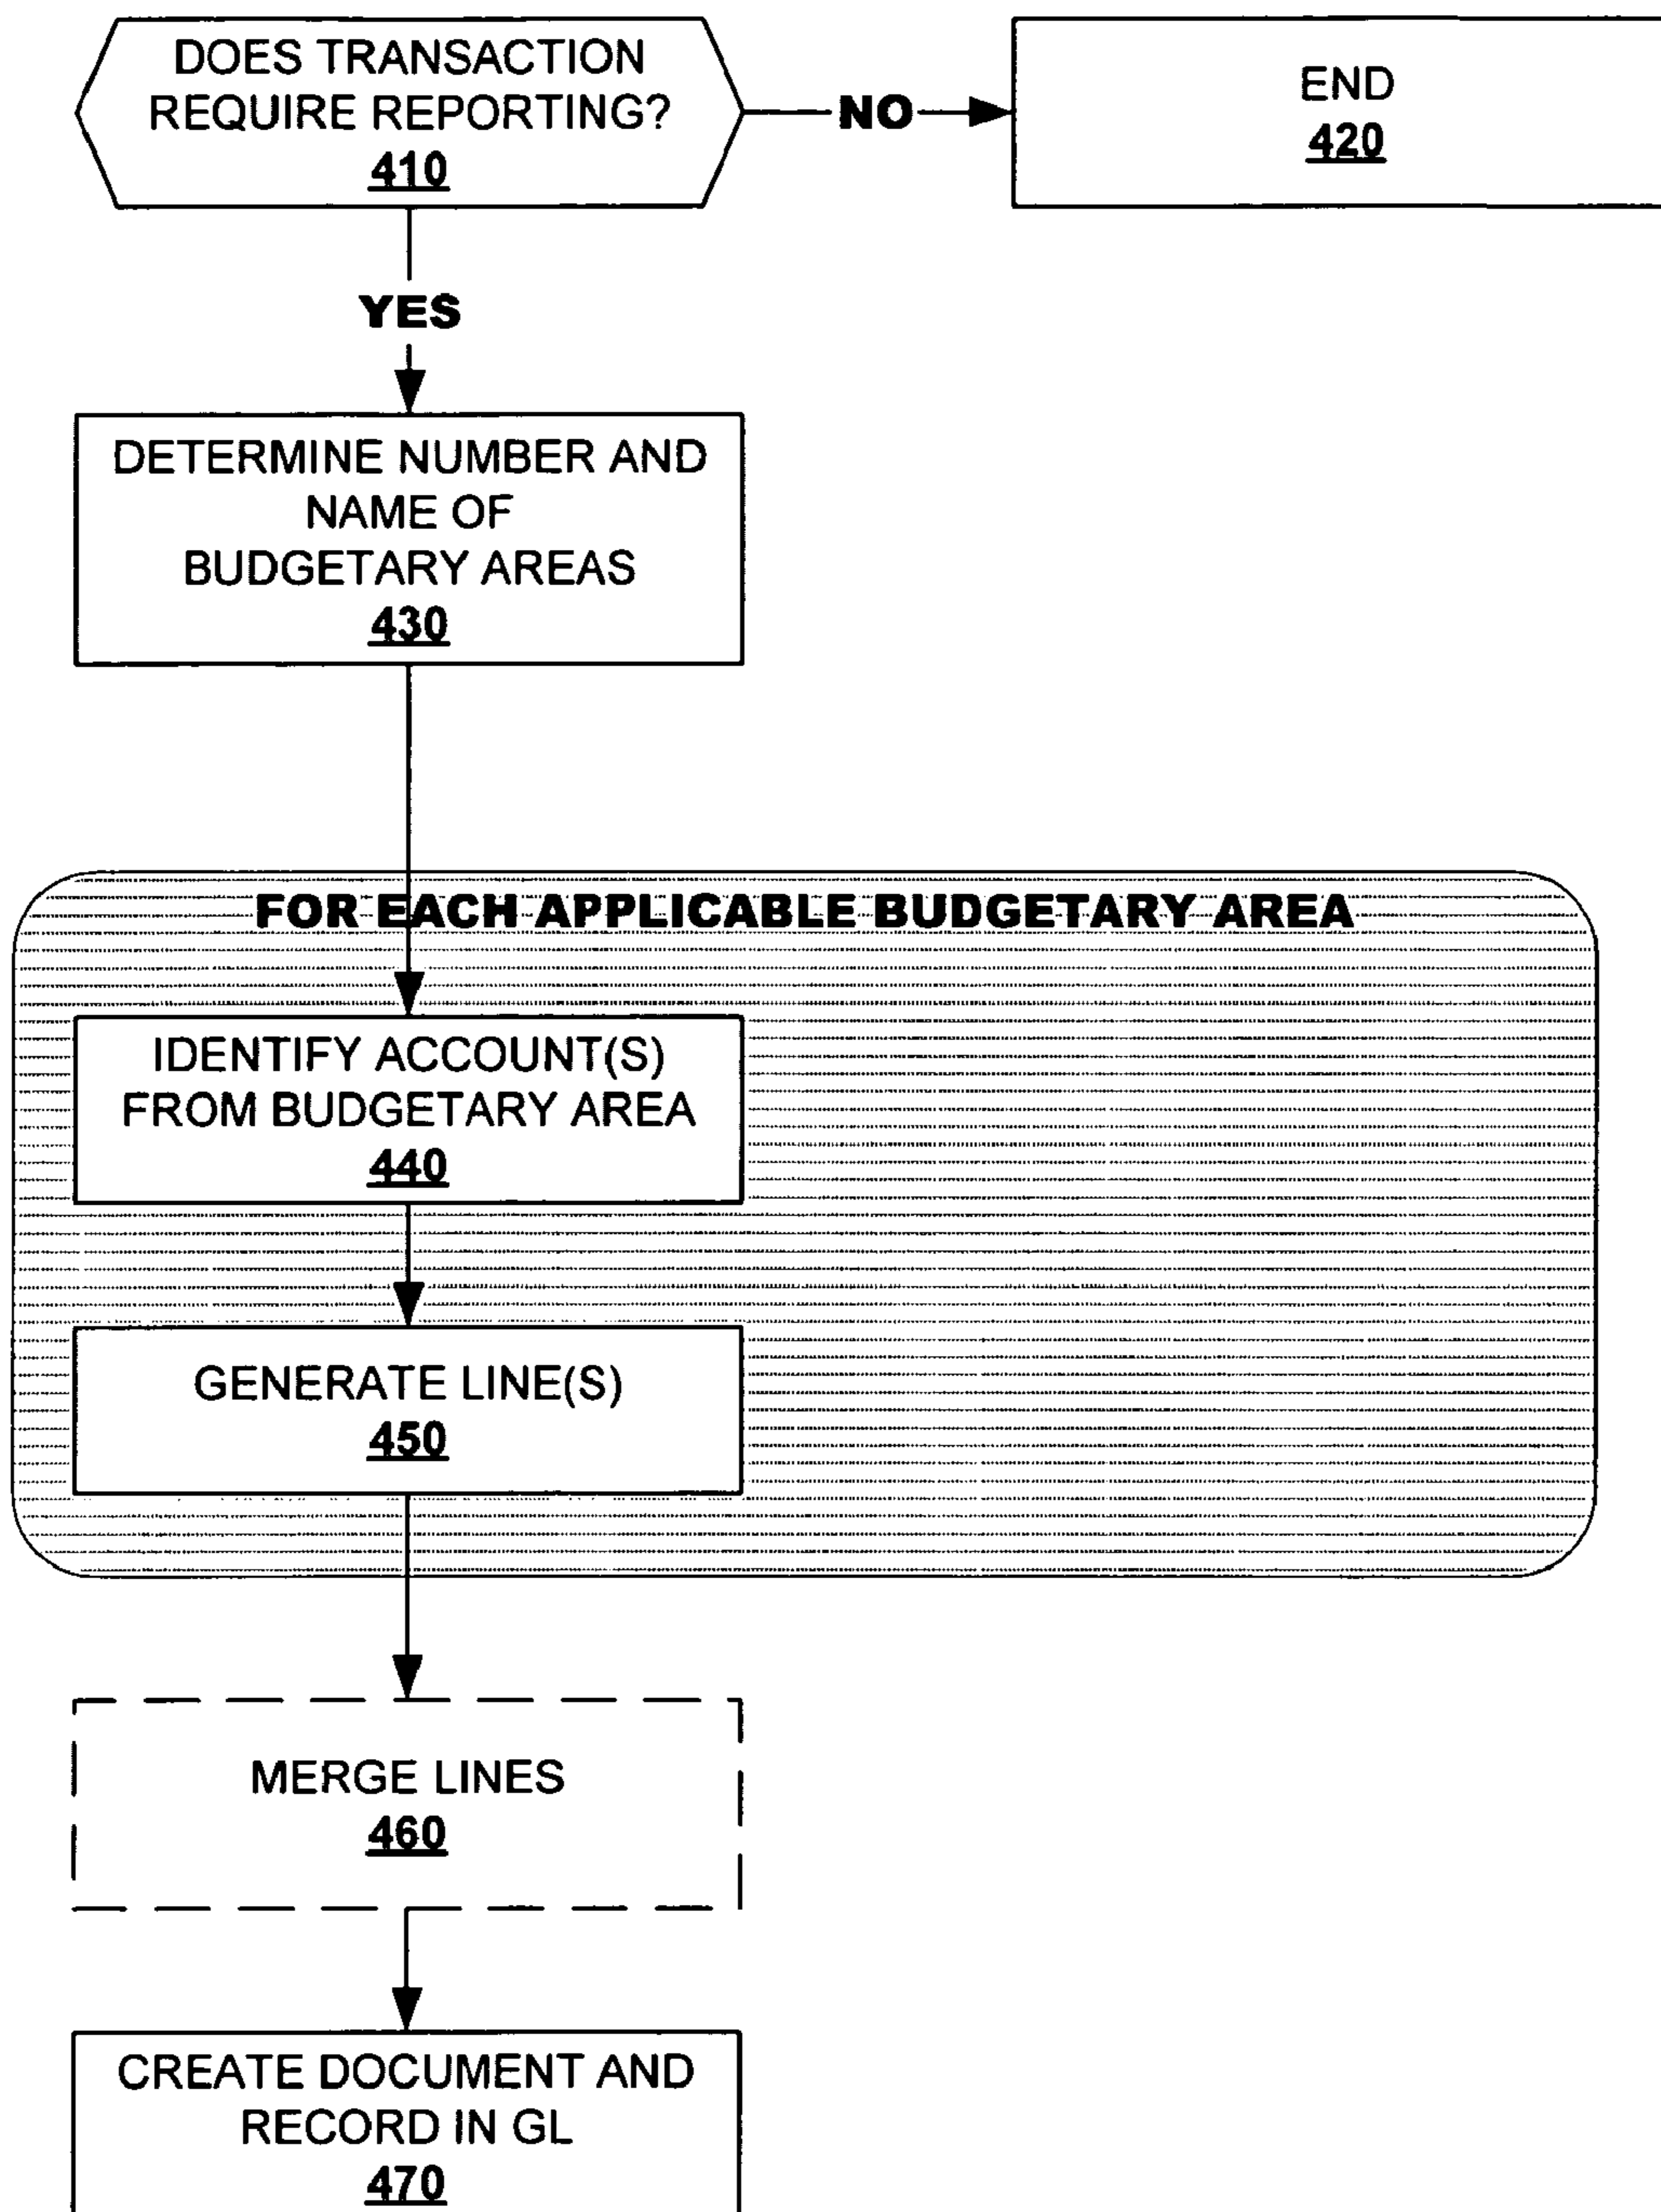 DOES TRANSACTION
REQUIRE REPORTING?
410
NO
END
420
YES
DETERMINE NUMBER AND
NAME OF
BUDGETARY AREAS
430
FOR EACH APPLICABLE BUDGETARY AREA
IDENTIFY ACCOUNT(S)
FROM BUDGETARY AREA
440
GENERATE LINE(S)
450
MERGE LINES
460
CREATE DOCUMENT AND
RECORD IN GL
470